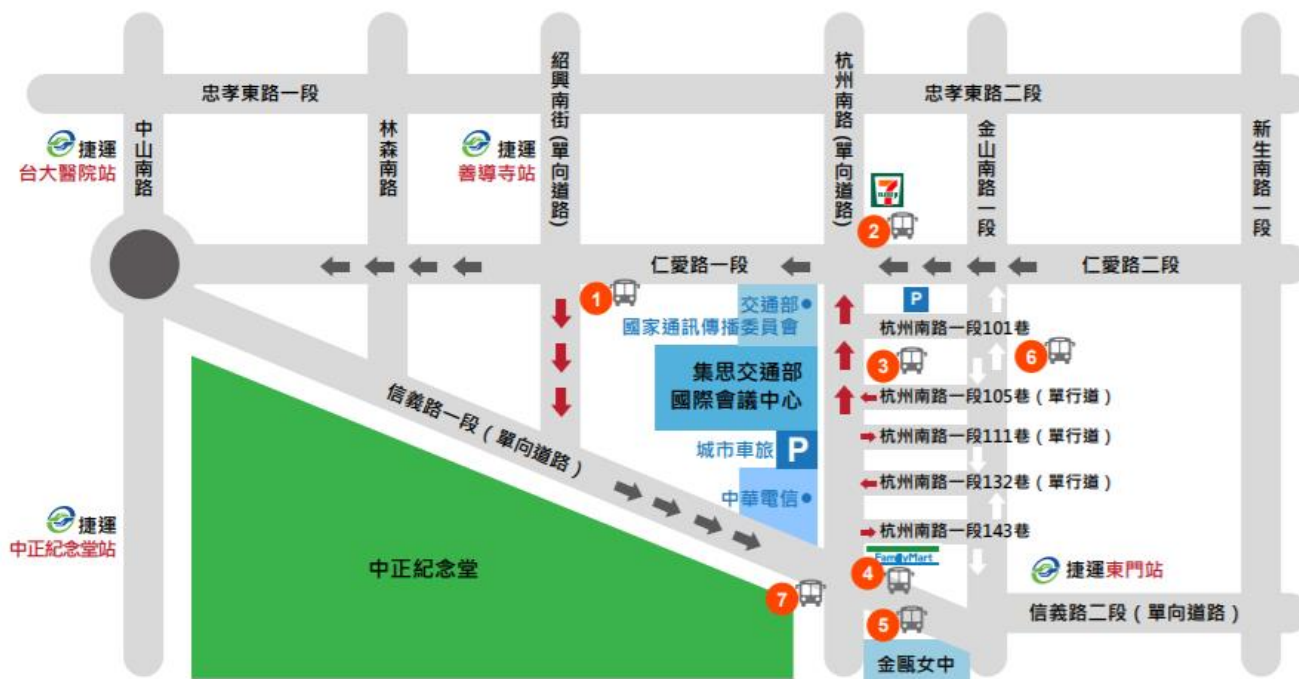 忠孝東路一段
忠孝東路二段
中山南路
林森南路
紹興南街(單向道路)
杭州南路(單向道路)
金山南路一段
新生南路一段
捷運
台大醫院站
捷運
善導寺站
7
ELEVEN
2
仁愛路一段
仁愛路二段
1
交通部
國家通訊傳播委員會
P
杭州南路一段101巷
3
6
集思交通部
國際會議中心
杭州南路一段105巷(單行道)
杭州南路一段111巷(單行道)
信義路一段(單向道路)
城市車旅 P
杭州南路一段132巷(單行道)
中華電信
杭州南路一段143巷
捷運
中正紀念堂站
中正紀念堂
FamilyMart
4
捷運東門站
7
5
信義路二段(單向道路)
金甌女中